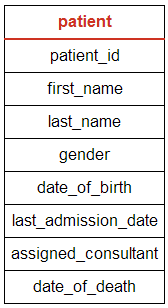 patient
patient_id
first_name
last_name
gender
date_of_birth
last_admission_date
assigned_consultant
date_of_death